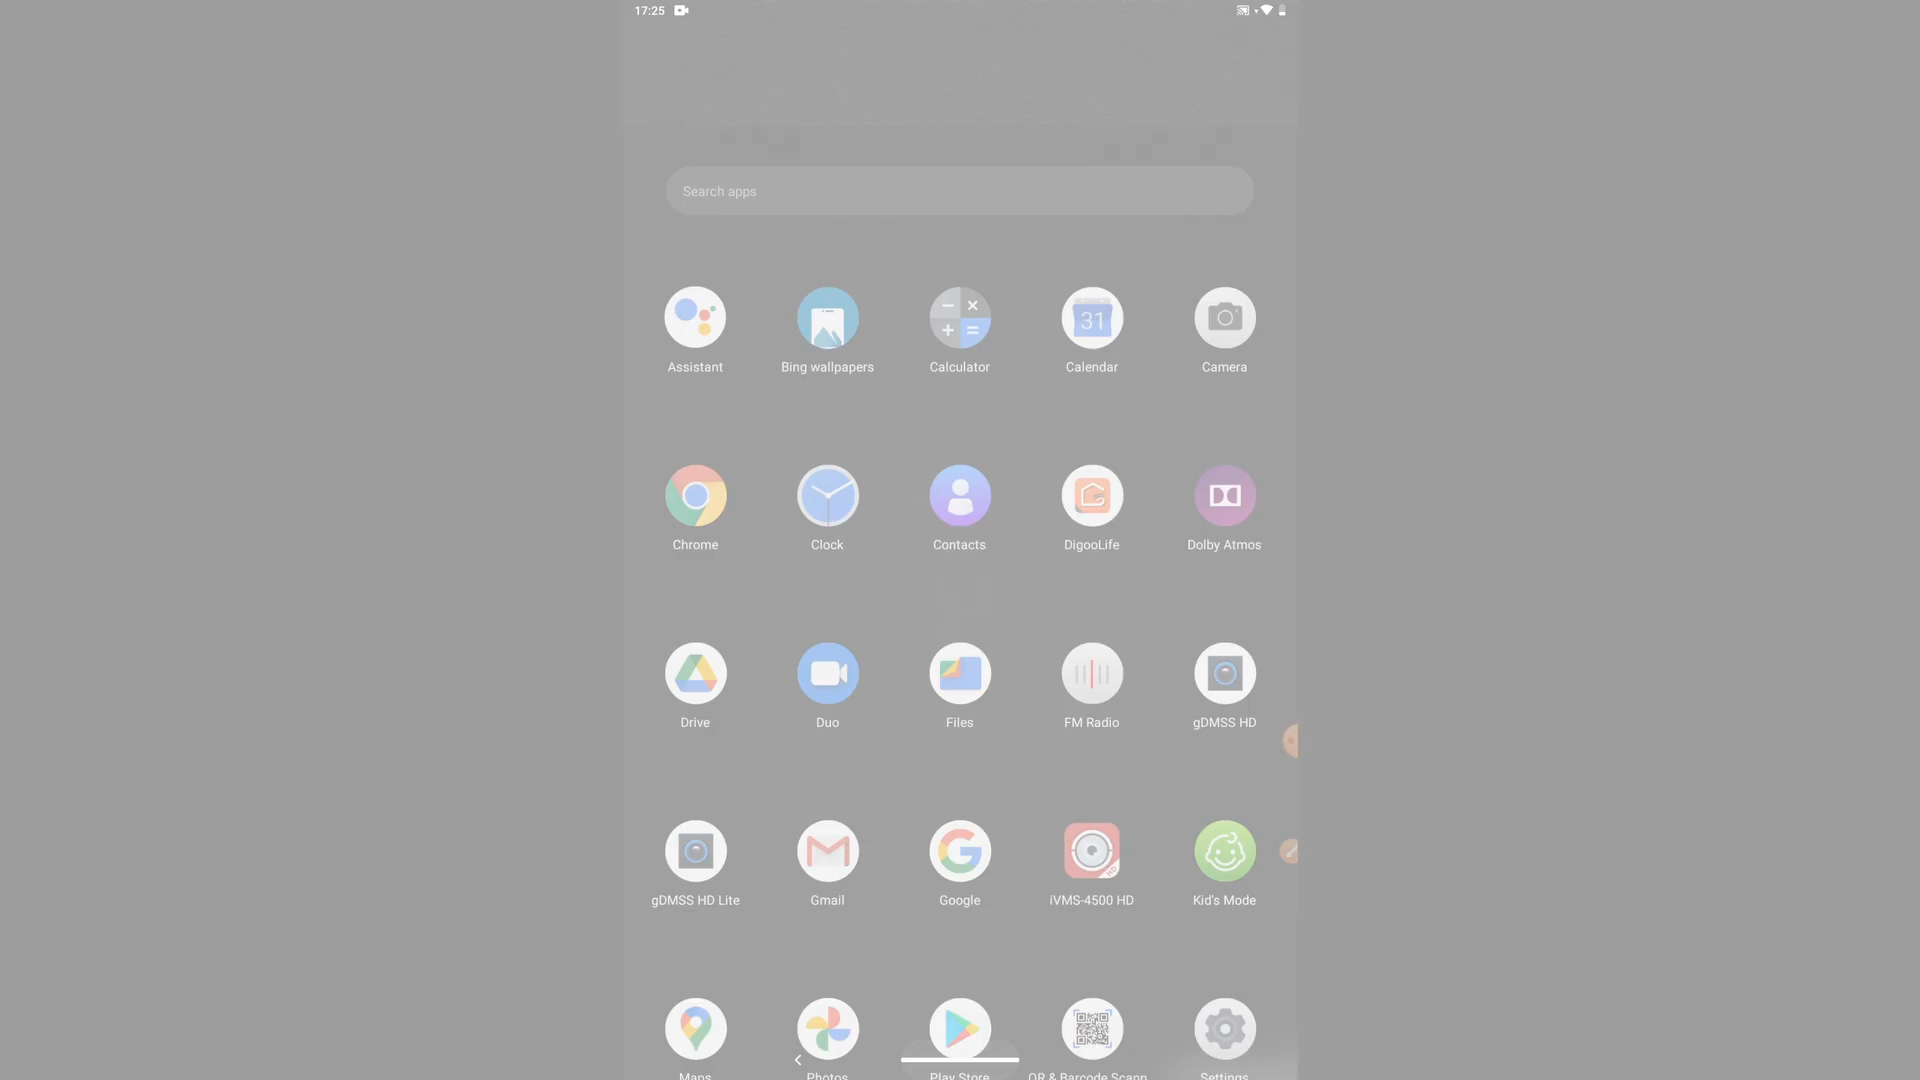 17:25
Search apps
31
Assistant
Bing wallpapers
Calculator
Calendar
Camera
Chrome
Clock
Contacts
DigooLife
Dolby Atmos
Drive
Duo
Files
FM Radio
gDMSS HD
HD
gDMSS HD Lite
Gmail
Google
iVMS-4500 HD
Kid's Mode
Maps
Photos
Play Store
QR & Barcode Scann
Settings